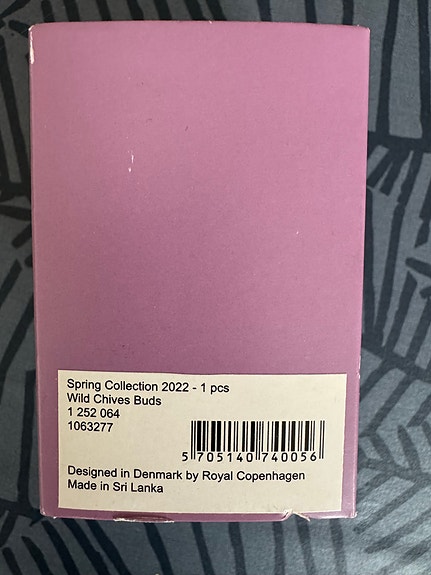 Spring Collection 2022 - 1 pcs
Wild Chives Buds
1 252 064
1063277
5 705140 740056
Designed in Denmark by Royal Copenhagen
Made in Sri Lanka